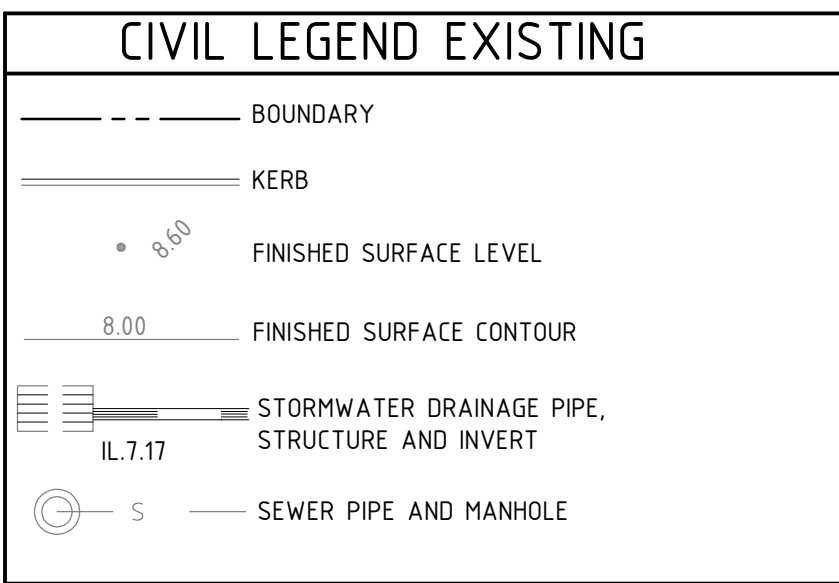 CIVIL LEGEND EXISTING
BOUNDARY
KERB
8.60
FINISHED SURFACE LEVEL
8.00
FINISHED SURFACE CONTOUR
STORMWATER DRAINAGE PIPE,
STRUCTURE AND INVERT
IL.7.17
S
SEWER PIPE AND MANHOLE